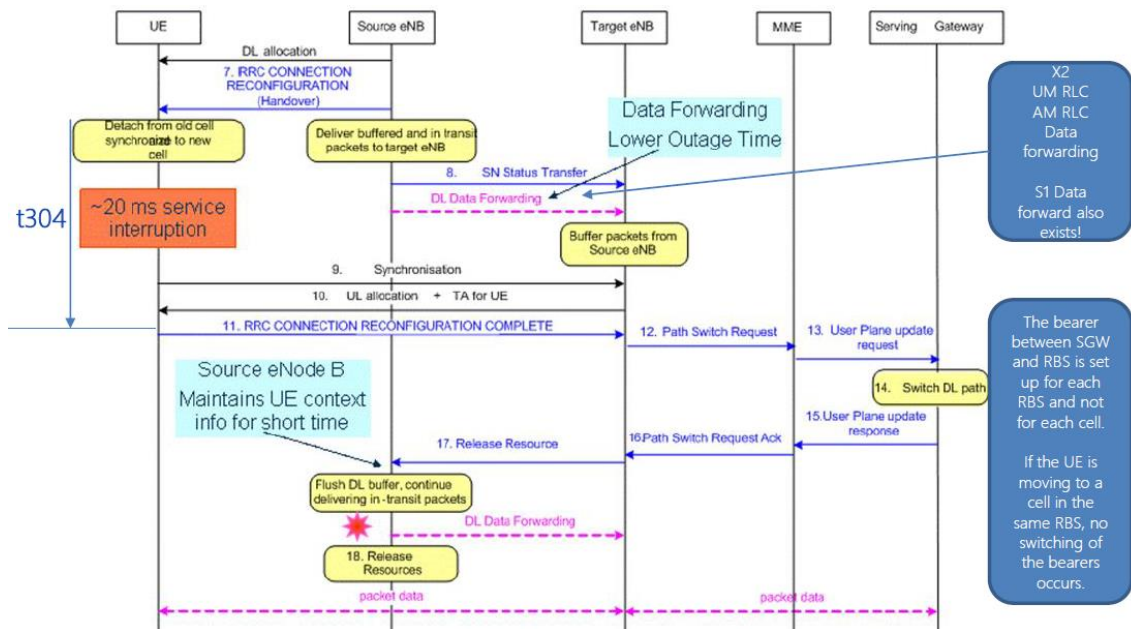 UE
Source eNB
Target eNB
MME
Serving Gateway
DL allocation
7. RRC CONNECTION
RECONFIGURATION
(Handover)
Detach from old cell
and
synchronize to new
cell
Deliver buffered and in transit
packets to target eNB
Data Forwarding
Lower Outage Time
X2
UM RLC
AM RLC
Data
forwarding
S1 Data
forward also
exists!
8. SN Status Transfer
DL Data Forwarding
t304
~20 ms service
interruption
Buffer packets from
Source eNB
9. Synchronisation
10. UL allocation + TA for UE
11. RRC CONNECTION RECONFIGURATION COMPLETE
12. Path Switch Request
13. User Plane update
request
The bearer
between SGW
and RBS is set
up for each
RBS and not
for each cell.
If the UE is
moving to a
cell in the
same RBS, no
switching of
the bearers
occurs.
Source eNode B
Maintains UE context
info for short time
14. Switch DL path
15.User Plane update
response
16.Path Switch Request Ack
17. Release Resource
Flush DL buffer, continue
delivering in-transit packets
DL Data Forwarding
18. Release
Resources
packet data
packet data